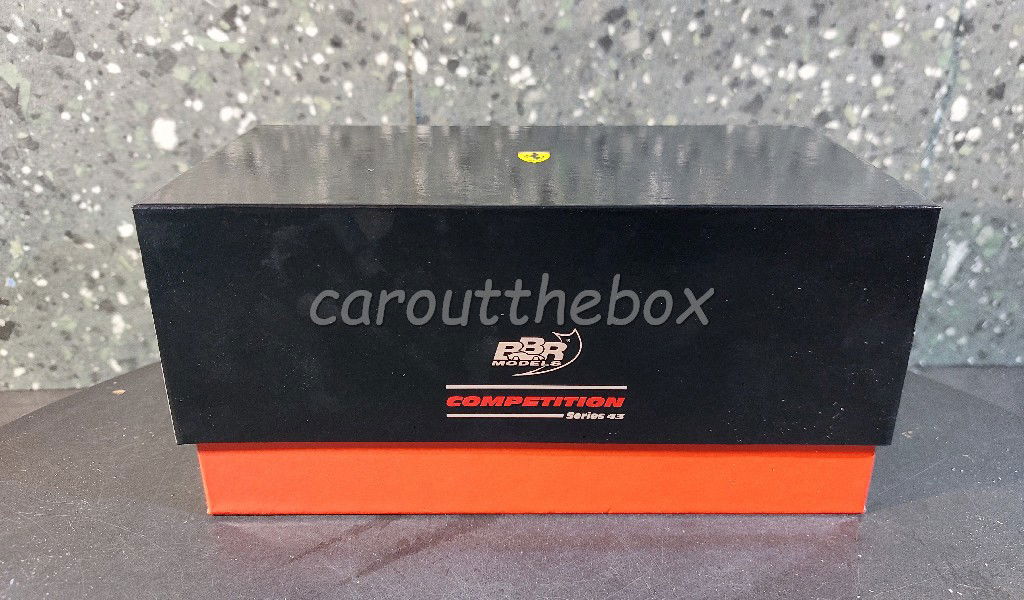 caroutthebox
BBR
MODELS
COMPETITION
Series 43